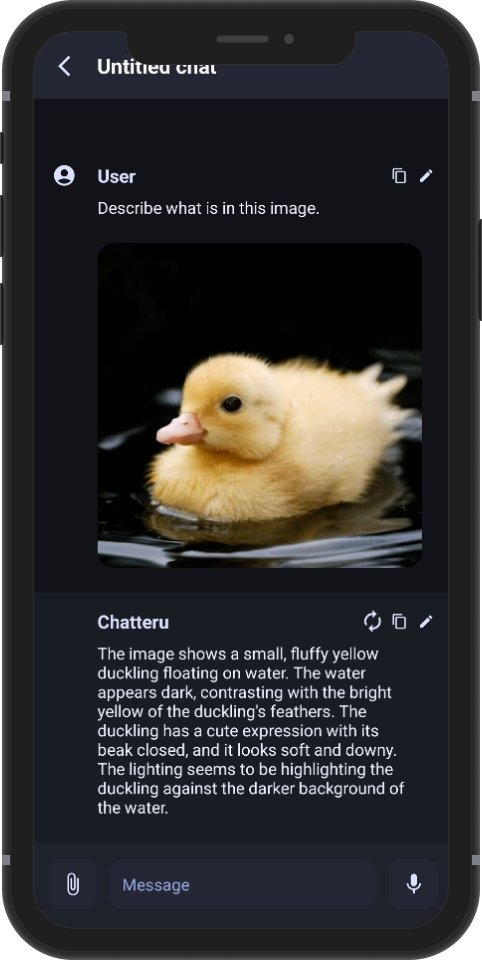 Untitled chat
User
Describe what is in this image.
Chatteru
The image shows a small, fluffy yellow
duckling floating on water. The water
appears dark, contrasting with the bright
yellow of the duckling's feathers. The
duckling has a cute expression with its
beak closed, and it looks soft and downy.
The lighting seems to be highlighting the
duckling against the darker background of
the water.
Message